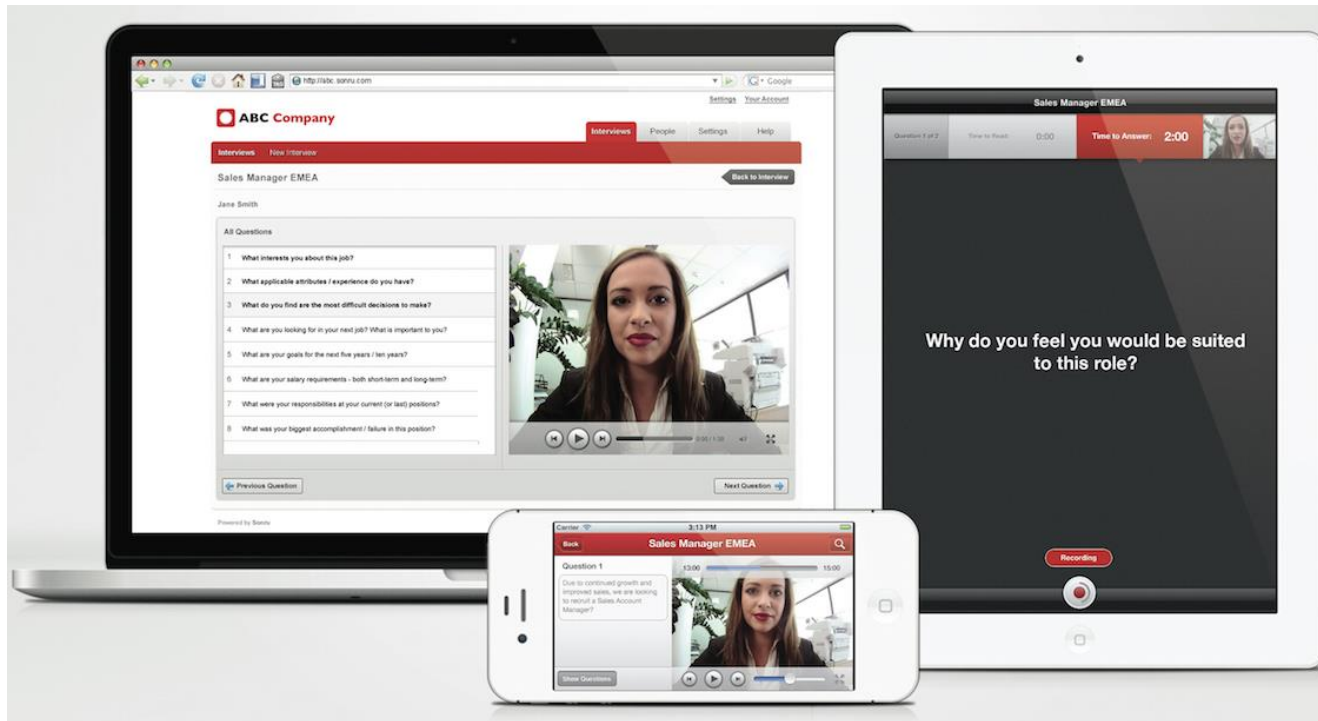 http://abc.sonru.com
Google
Settings Your Account
ABC Company
Interviews People Settings Help
Interviews New Interview
Sales Manager EMEA
Back to Interview
Jane Smith
All Questions
1 What interests you about this job?
2 What applicable attributes / experience do you have?
3 What do you find are the most difficult decisions to make?
4 What are you looking for in your next job? What is important to you?
5 What are your goals for the next five years / ten years?
6 What are your salary requirements - both short-term and long-term?
7 What were your responsibilities at your current (or last) positions?
8 What was your biggest accomplishment / failure in this position?
Previous Question
Next Question
Powered by Sonru
Sales Manager EMEA
Question 1 of 2 Time to Read: 0:00 Time to Answer: 2:00
Why do you feel you would be suited
to this role?
Recording
Carrier 3:13 PM
Back Sales Manager EMEA
Question 1
13:00 15:00
Due to continued growth and
improved sales, we are looking
to recruit a Sales Account
Manager?
Show Questions